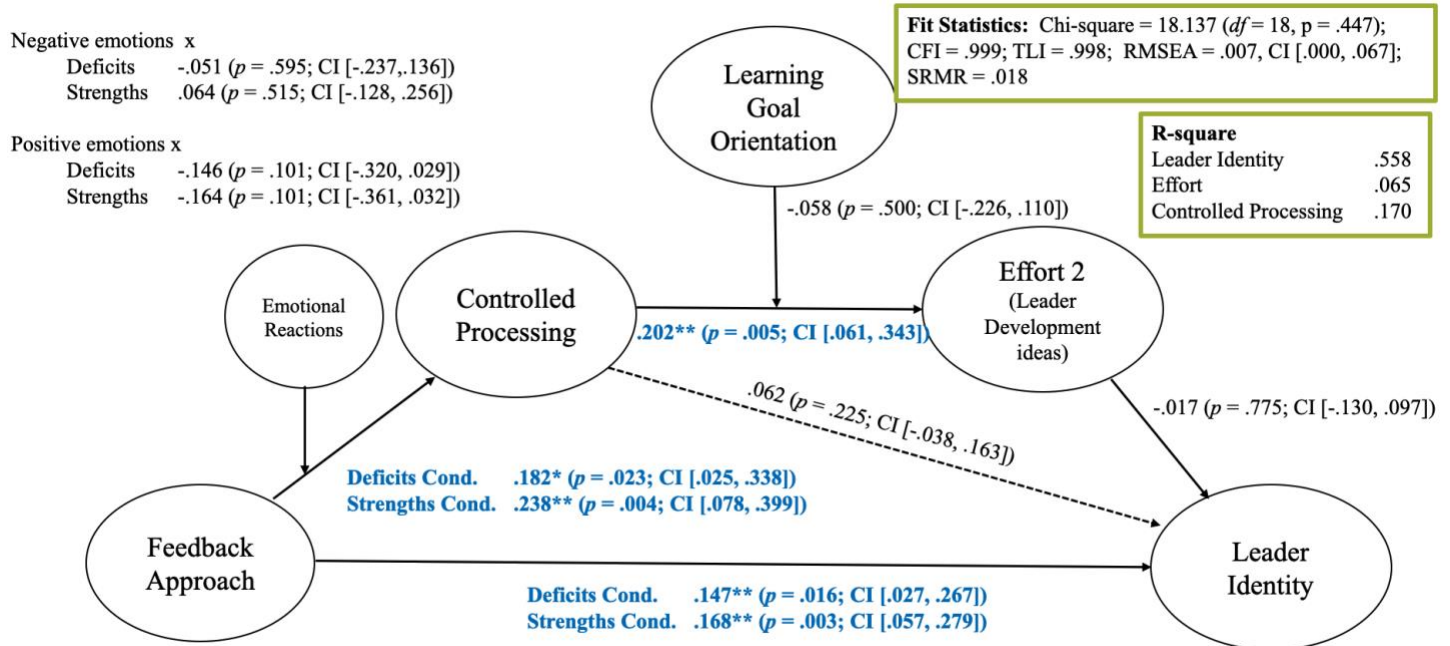 Negative emotions x
Deficits -.051 (p = .595; CI [-.237,.136])
Strengths .064 (p = .515; CI [-.128, .256])
Positive emotions x
Deficits -.146 (p = .101; CI [-.320, .029])
Strengths -.164 (p = .101; CI [-.361, .032])
Fit Statistics: Chi-square = 18.137 (df = 18, p = .447);
CFI = .999; TLI = .998; RMSEA = .007, CI [.000, .067];
SRMR = .018
R-square
Leader Identity .558
Effort .065
Controlled Processing .170
Learning
Goal
Orientation
-.058 (p = .500; CI [-.226, .110])
Emotional
Reactions
Controlled
Processing
.202** (p = .005; CI [.061, .343])
Effort 2
(Leader
Development
ideas)
.062 (p = .225; CI [-.038, .163])
-.017 (p = .775; CI [-.130, .097])
Deficits Cond. .182* (p = .023; CI [.025, .338])
Strengths Cond. .238** (p = .004; CI [.078, .399])
Feedback
Approach
Leader
Identity
Deficits Cond. .147** (p = .016; CI [.027, .267])
Strengths Cond. .168** (p = .003; CI [.057, .279])